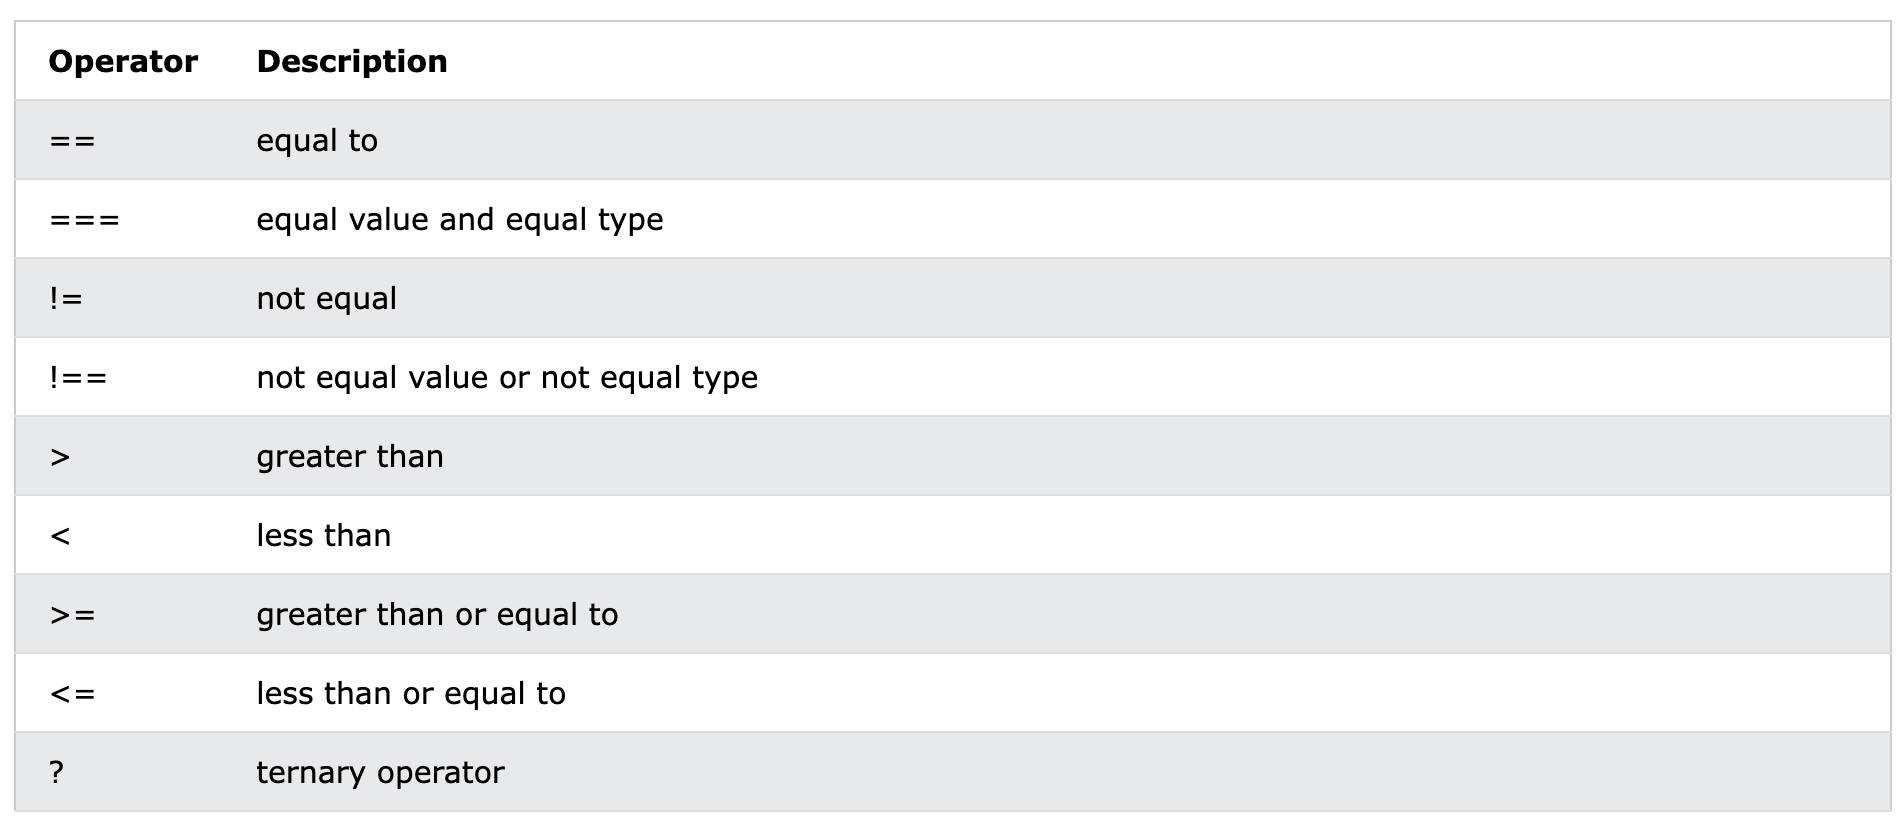 Operator Description
== equal to
=== equal value and equal type
!= not equal
!== not equal value or not equal type
> greater than
< less than
>= greater than or equal to
<= less than or equal to
? ternary operator